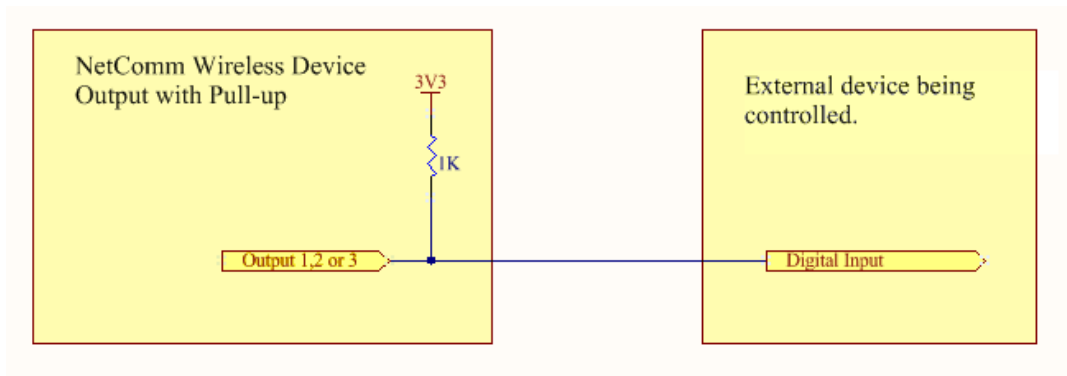 NetComm Wireless Device
Output with Pull-up
3V3
1K
Output 1,2 or 3
External device being
controlled.
Digital Input